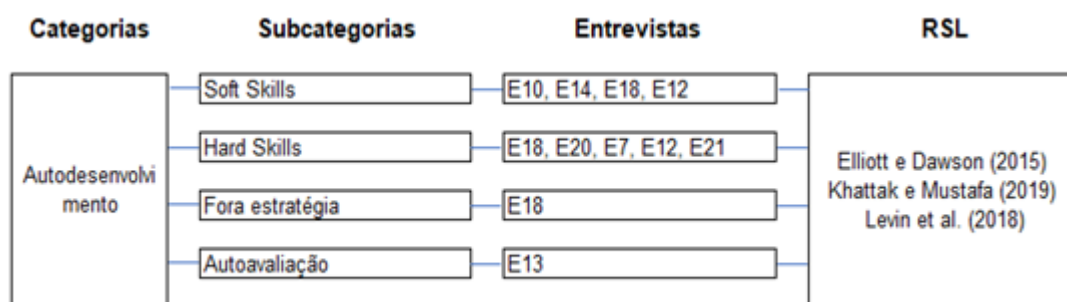 Categorias Subcategorias Entrevistas RSL
Autodesenvolvi
mento
Soft Skills E10, E14, E18, E12
Hard Skills E18, E20, E7, E12, E21
Fora estratégia E18
Autoavaliação E13
Elliott e Dawson (2015)
Khattak e Mustafa (2019)
Levin et al. (2018)